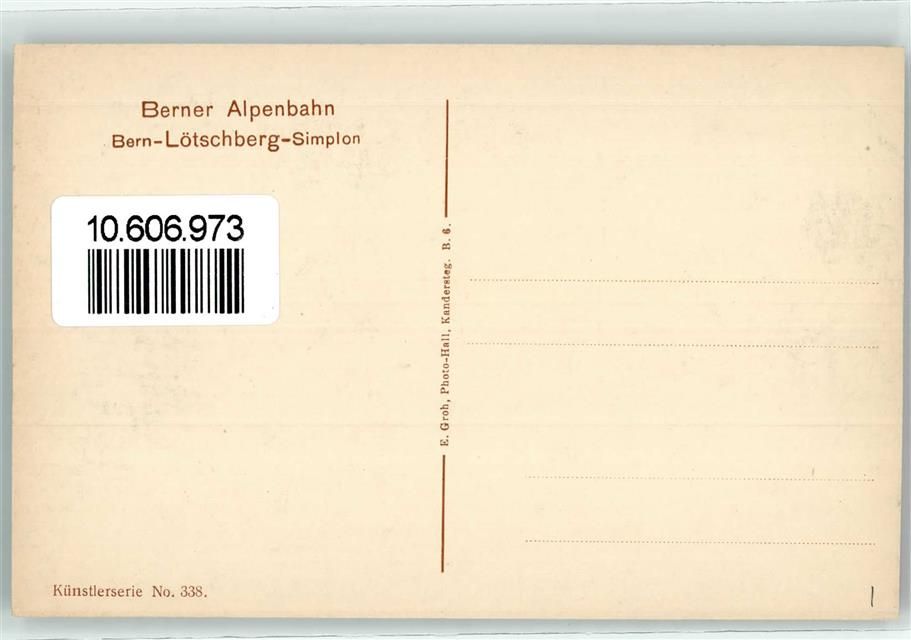 Berner Alpenbahn
Bern-Lötschberg-Simplon
10.606.973
E. Groh, Photo-Hall, Kandersteg. B. 6.
Künstlerserie No. 338.